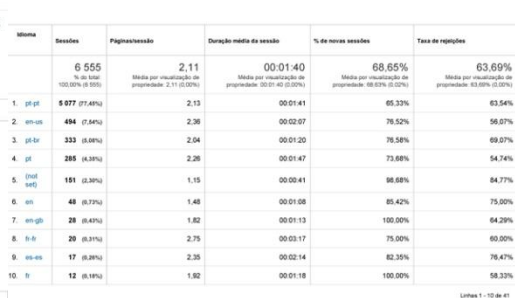 Idioma Sessões Páginas/sessão Duração média da sessão % de novas sessões Taxa de rejeições
6 555 2,11 00:01:40 68,65% 63,69%
% do total: 100,00% (6 555) Média por visualização de propriedade: 2,11 (0,00%) Média por visualização de propriedade: 00:01:40 (0,00%) Média por visualização de propriedade: 68,63% (0,02%) Média por visualização de propriedade: 63,69% (0,00%)
1. pt-pt 5 077 (77,45%) 2,13 00:01:41 65,33% 63,54%
2. en-us 494 (7,54%) 2,36 00:02:07 76,52% 56,07%
3. pt-br 333 (5,08%) 2,04 00:01:20 76,58% 69,07%
4. pt 285 (4,35%) 2,26 00:01:47 73,68% 54,74%
5. (not set) 151 (2,30%) 1,15 00:00:41 98,68% 84,77%
6. en 48 (0,73%) 1,48 00:01:08 85,42% 75,00%
7. en-gb 28 (0,43%) 1,82 00:01:13 100,00% 64,29%
8. fr-fr 20 (0,31%) 2,75 00:03:17 75,00% 60,00%
9. es-es 17 (0,26%) 2,35 00:02:14 82,35% 76,47%
10. fr 12 (0,18%) 1,92 00:01:18 100,00% 58,33%
Linhas 1 - 10 de 41